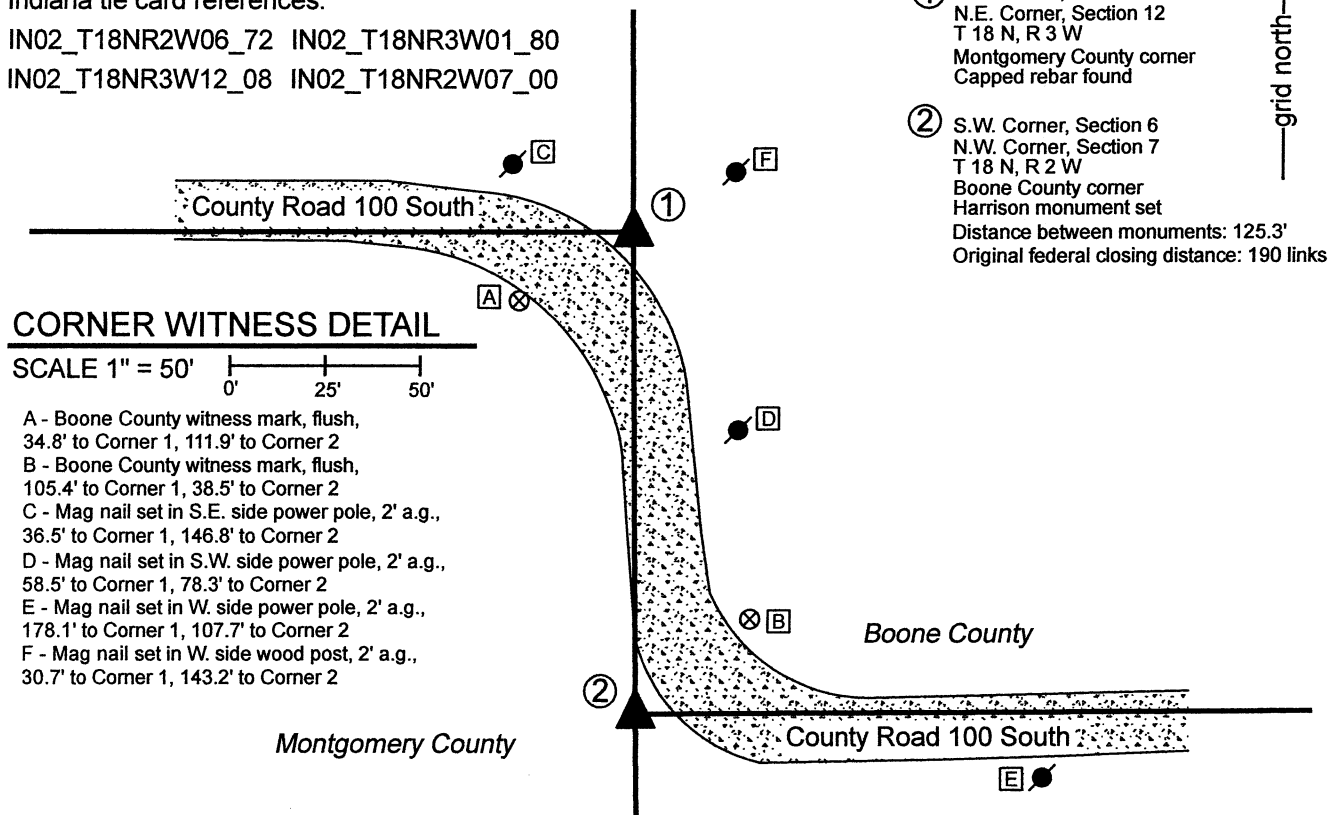 Indiana tie card references:
IN02_T18NR2W06_72 IN02_T18NR3W01_80
IN02_T18NR3W12_08 IN02_T18NR2W07_00
1
N.E. Corner, Section 12
T 18 N, R 3 W
Montgomery County corner
Capped rebar found
grid north
2
S.W. Corner, Section 6
N.W. Corner, Section 7
T 18 N, R 2 W
Boone County corner
Harrison monument set
Distance between monuments: 125.3'
Original federal closing distance: 190 links
C
F
County Road 100 South
1
A
CORNER WITNESS DETAIL
SCALE 1" = 50'
0' 25' 50'
A - Boone County witness mark, flush,
34.8' to Corner 1, 111.9' to Corner 2
B - Boone County witness mark, flush,
105.4' to Corner 1, 38.5' to Corner 2
C - Mag nail set in S.E. side power pole, 2' a.g.,
36.5' to Corner 1, 146.8' to Corner 2
D - Mag nail set in S.W. side power pole, 2' a.g.,
58.5' to Corner 1, 78.3' to Corner 2
E - Mag nail set in W. side power pole, 2' a.g.,
178.1' to Corner 1, 107.7' to Corner 2
F - Mag nail set in W. side wood post, 2' a.g.,
30.7' to Corner 1, 143.2' to Corner 2
D
B
Boone County
2
Montgomery County
County Road 100 South
E